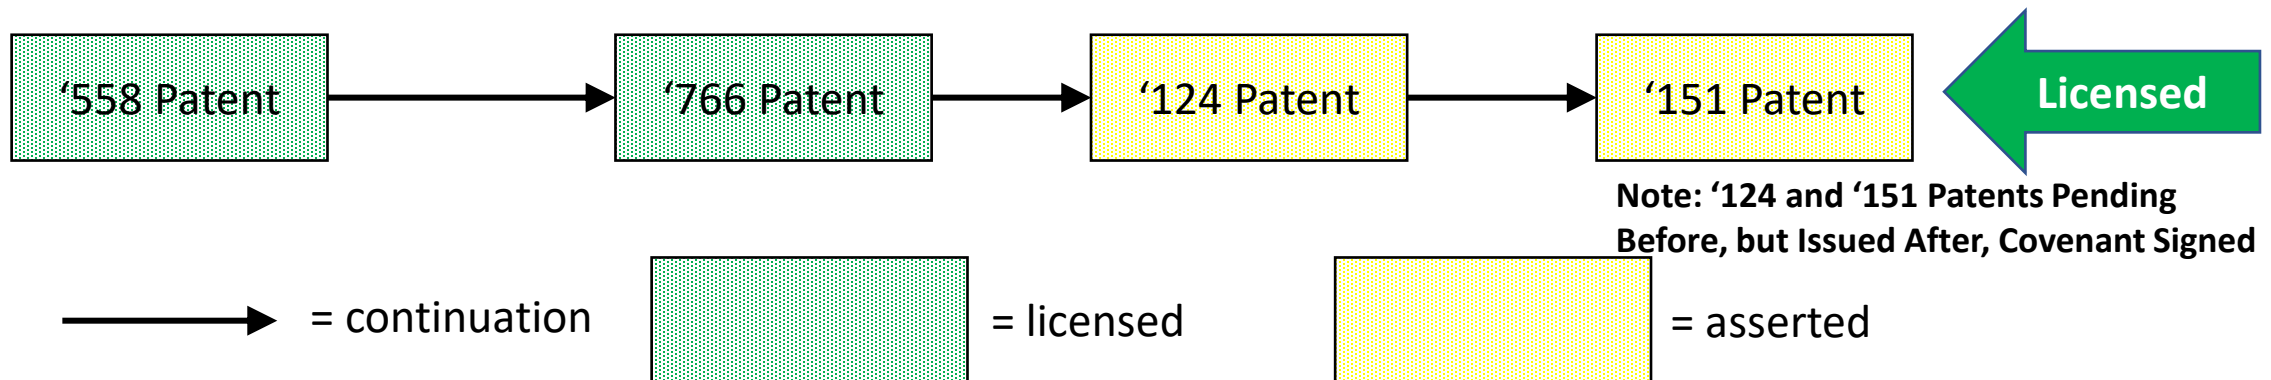 ‘558 Patent
‘766 Patent
‘124 Patent
‘151 Patent
Licensed
Note: ‘124 and ‘151 Patents Pending
Before, but Issued After, Covenant Signed
= continuation
= licensed
= asserted